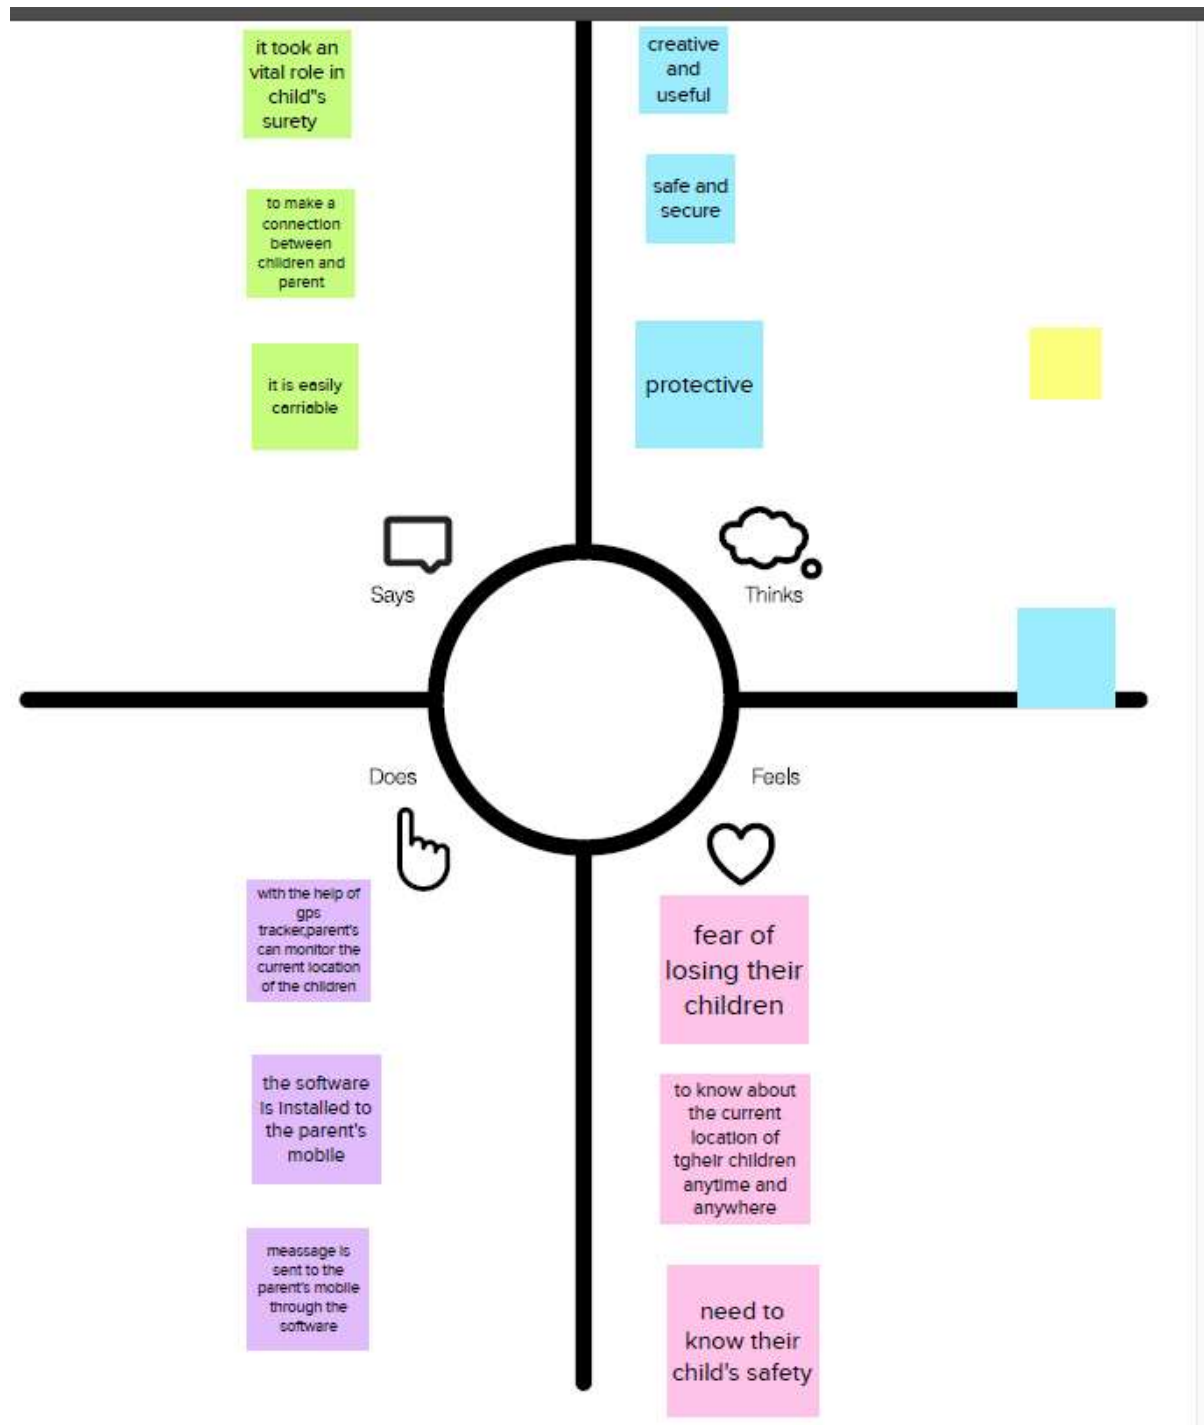 it took an
vital role in
child"s
surety
to make a
connection
between
children and
parent
it is easily
carriable
creative
and
useful
safe and
secure
protective
Says
Thinks
Does
Feels
with the help of
gps
tracker,parent's
can monitor the
current location
of the children
the software
is installed to
the parent's
mobile
meassage is
sent to the
parent's mobile
through the
software
fear of
losing their
children
to know about
the current
location of
tgheir children
anytime and
anywhere
need to
know their
child's safety